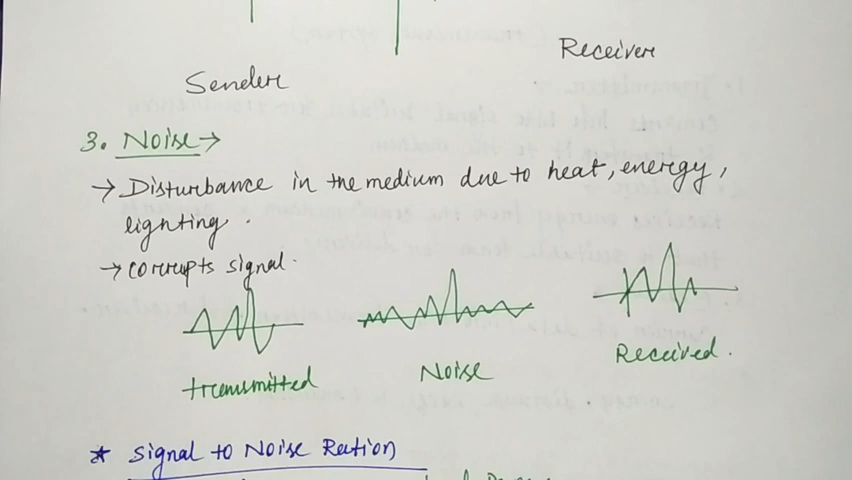 Receiver
Sender
3. Noise →
→ Disturbance in the medium due to heat, energy,
lighting.
→ corrupts signal.
transmitted
Noise
Received.
* Signal to Noise Ration